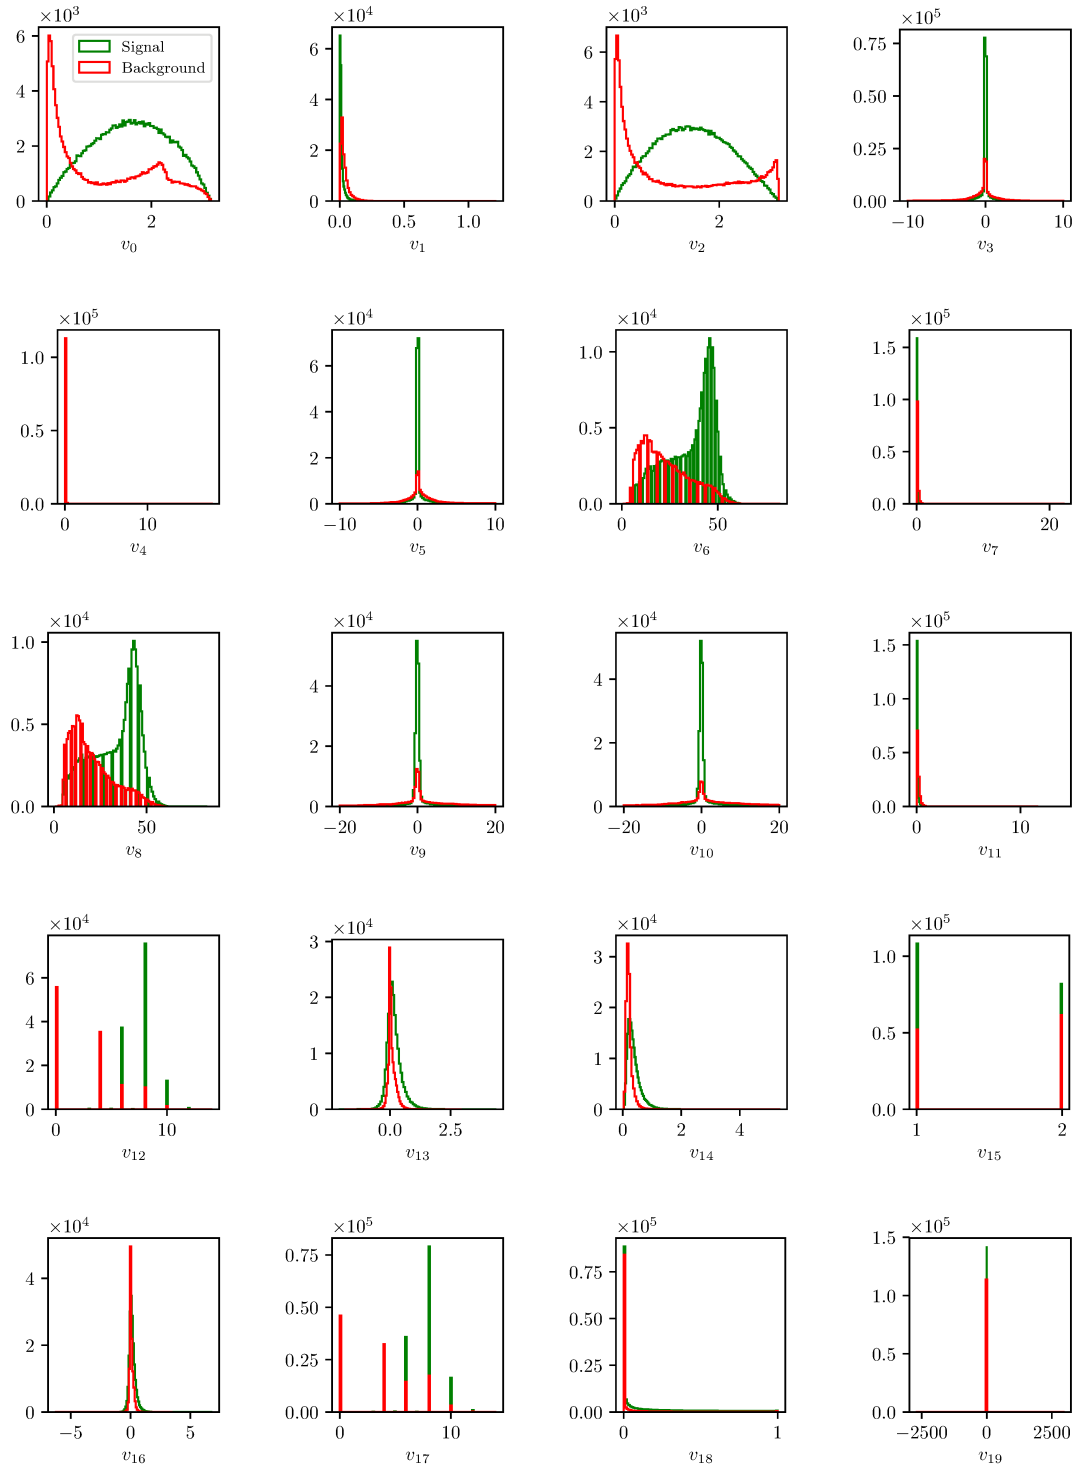 ×10³ ×10⁴ ×10³ ×10⁵
Signal
Background
6 6 6 0.75
4 4 4 0.50
2 2 2 0.25
0 0 0 0.00
0 2 0.0 0.5 1.0 0 2 −10 0 10
v₀ v₁ v₂ v₃
×10⁵ ×10⁴ ×10⁴ ×10⁵
1.0 6 1.0 1.5
0.5 4 0.5 1.0
0.0 2 0.0 0.5
0 0.0
0 10 −10 0 10 0 50 0 20
v₄ v₅ v₆ v₇
×10⁴ ×10⁴ ×10⁴ ×10⁵
1.0 4 4 1.5
0.5 2 2 1.0
0.0 0 0 0.5
0.0
0 50 −20 0 20 −20 0 20 0 10
v₈ v₉ v₁₀ v₁₁
×10⁴ ×10⁴ ×10⁴ ×10⁵
6 3 3 1.0
4 2 2 0.5
2 1 1 0.0
0 0 0
0 10 0.0 2.5 0 2 4 1 2
v₁₂ v₁₃ v₁₄ v₁₅
×10⁴ ×10⁵ ×10⁵ ×10⁵
4 0.75 0.75 1.5
2 0.50 0.50 1.0
0 0.25 0.25 0.5
0.00 0.00 0.0
−5 0 5 0 10 0 1 −2500 0 2500
v₁₆ v₁₇ v₁₈ v₁₉